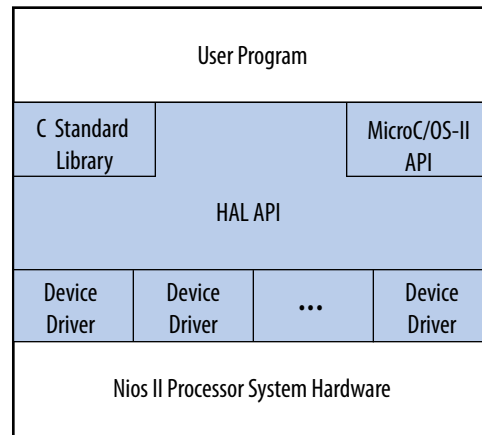 User Program
C Standard
Library
MicroC/OS-II
API
HAL API
Device
Driver
Device
Driver
...
Device
Driver
Nios II Processor System Hardware